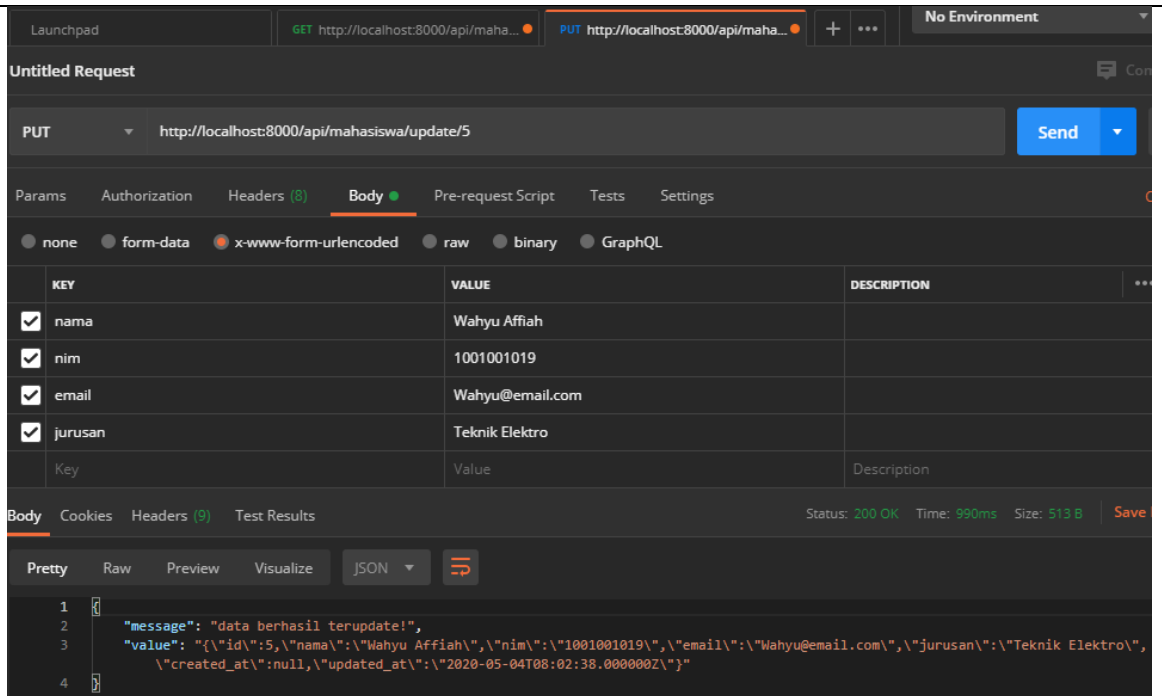 Launchpad
GET http://localhost:8000/api/maha...
PUT http://localhost:8000/api/maha...
No Environment
Untitled Request
PUT
http://localhost:8000/api/mahasiswa/update/5
Send
Params Authorization Headers (8) Body Pre-request Script Tests Settings
none form-data x-www-form-urlencoded raw binary GraphQL
KEY VALUE DESCRIPTION
nama Wahyu Affiah
nim 1001001019
email Wahyu@email.com
jurusan Teknik Elektro
Key Value Description
Body Cookies Headers (9) Test Results Status: 200 OK Time: 990ms Size: 513 B Save
Pretty Raw Preview Visualize JSON
1 {
2 "message": "data berhasil terupdate!",
3 "value": "{\"id\":5,\"nama\":\"Wahyu Affiah\",\"nim\":\"1001001019\",\"email\":\"Wahyu@email.com\",\"jurusan\":\"Teknik Elektro\",
\"created_at\":null,\"updated_at\":\"2020-05-04T08:02:38.000000Z\"}"
4 }